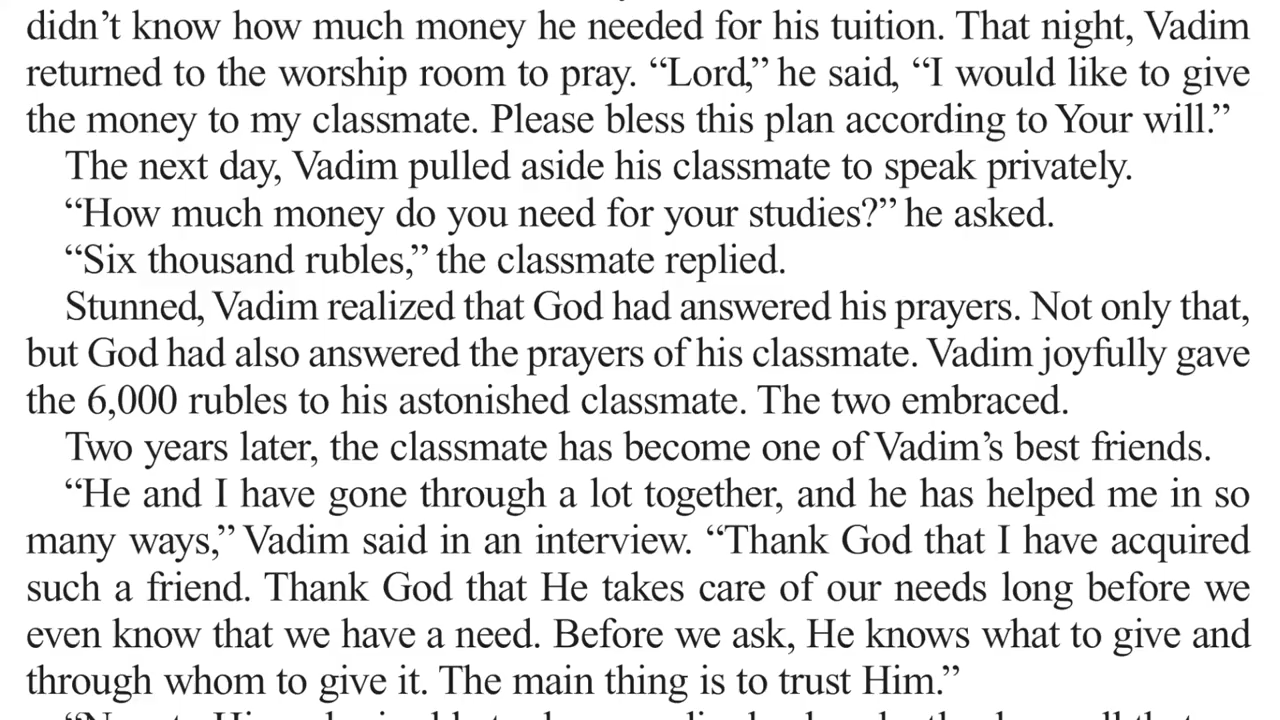 didn’t know how much money he needed for his tuition. That night, Vadim
returned to the worship room to pray. “Lord,” he said, “I would like to give
the money to my classmate. Please bless this plan according to Your will.”
The next day, Vadim pulled aside his classmate to speak privately.
“How much money do you need for your studies?” he asked.
“Six thousand rubles,” the classmate replied.
Stunned, Vadim realized that God had answered his prayers. Not only that,
but God had also answered the prayers of his classmate. Vadim joyfully gave
the 6,000 rubles to his astonished classmate. The two embraced.
Two years later, the classmate has become one of Vadim’s best friends.
“He and I have gone through a lot together, and he has helped me in so
many ways,” Vadim said in an interview. “Thank God that I have acquired
such a friend. Thank God that He takes care of our needs long before we
even know that we have a need. Before we ask, He knows what to give and
through whom to give it. The main thing is to trust Him.”